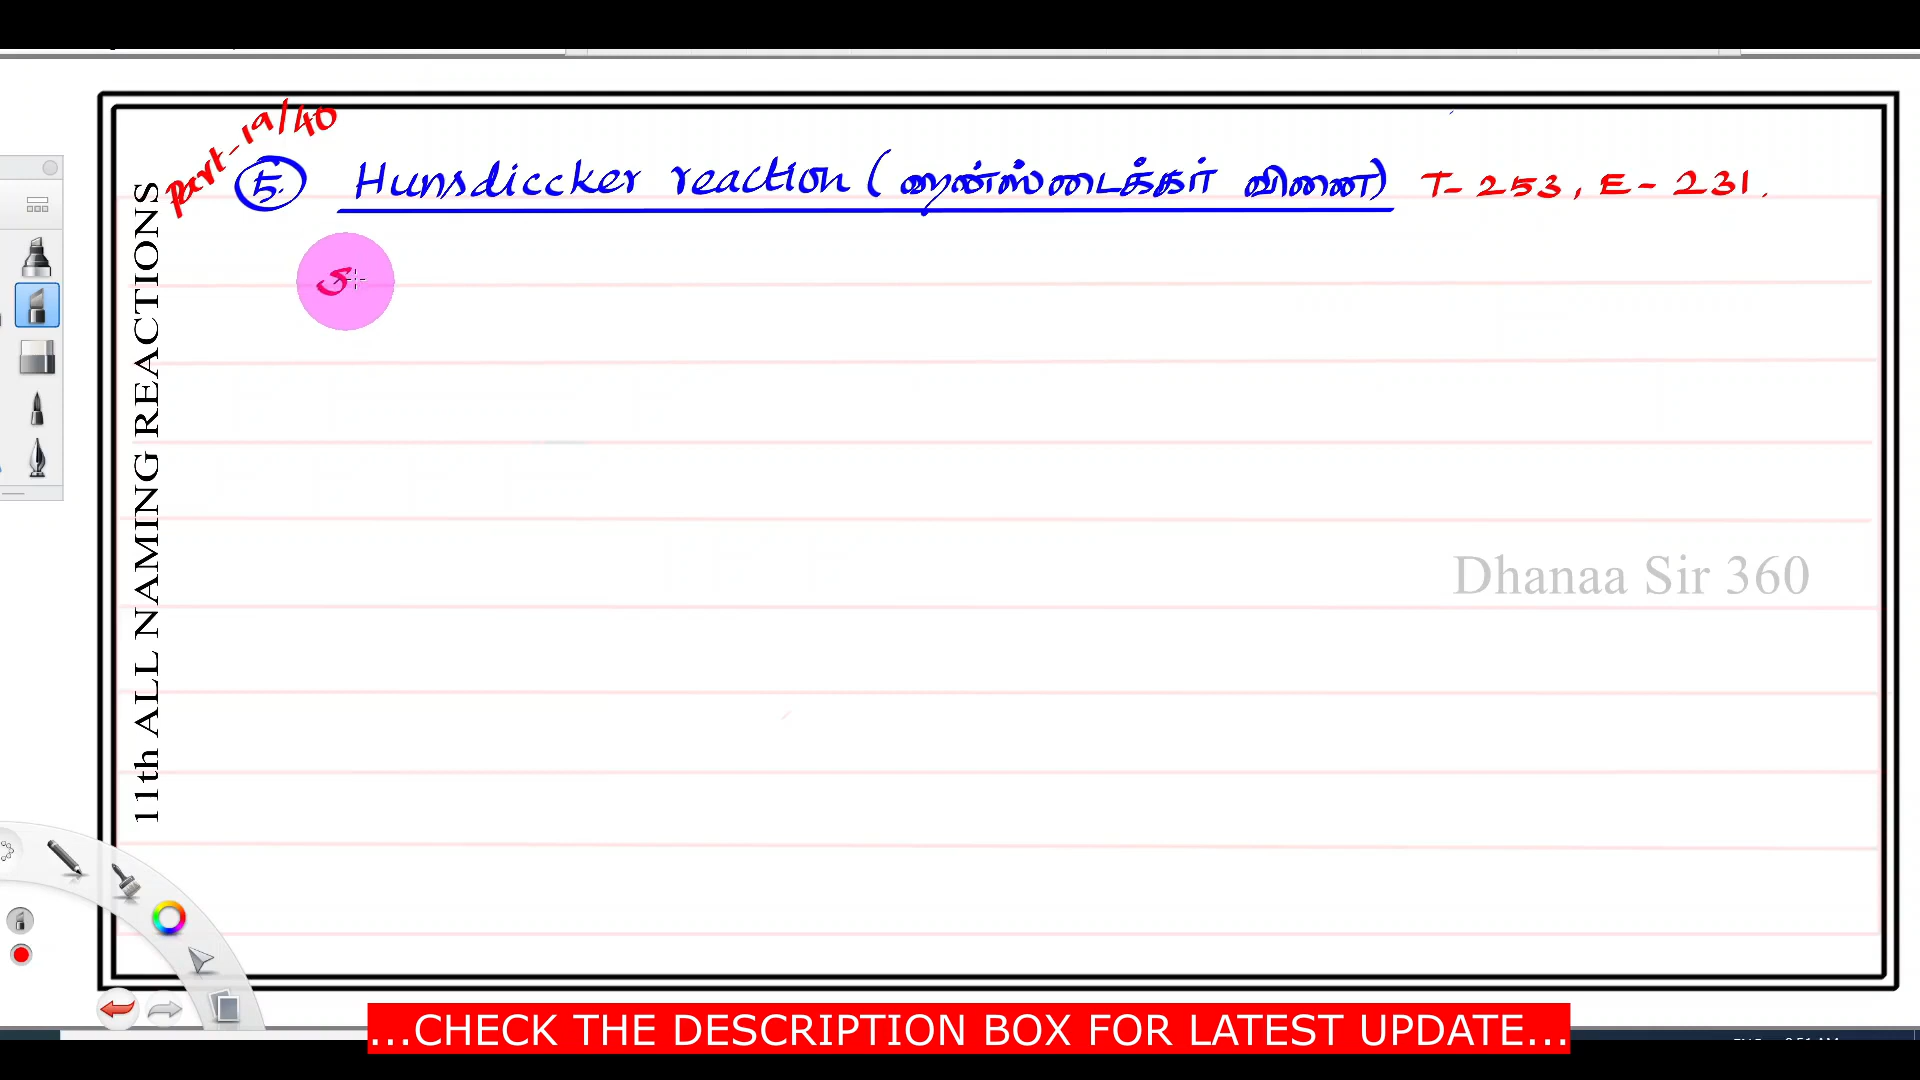 Part-19/40
5. Hunsdiccker reaction (ஹன்ஸ்டைக்கர் வினை) T-253, E-231.
11th ALL NAMING REACTIONS
Dhanaa Sir 360
...CHECK THE DESCRIPTION BOX FOR LATEST UPDATE...